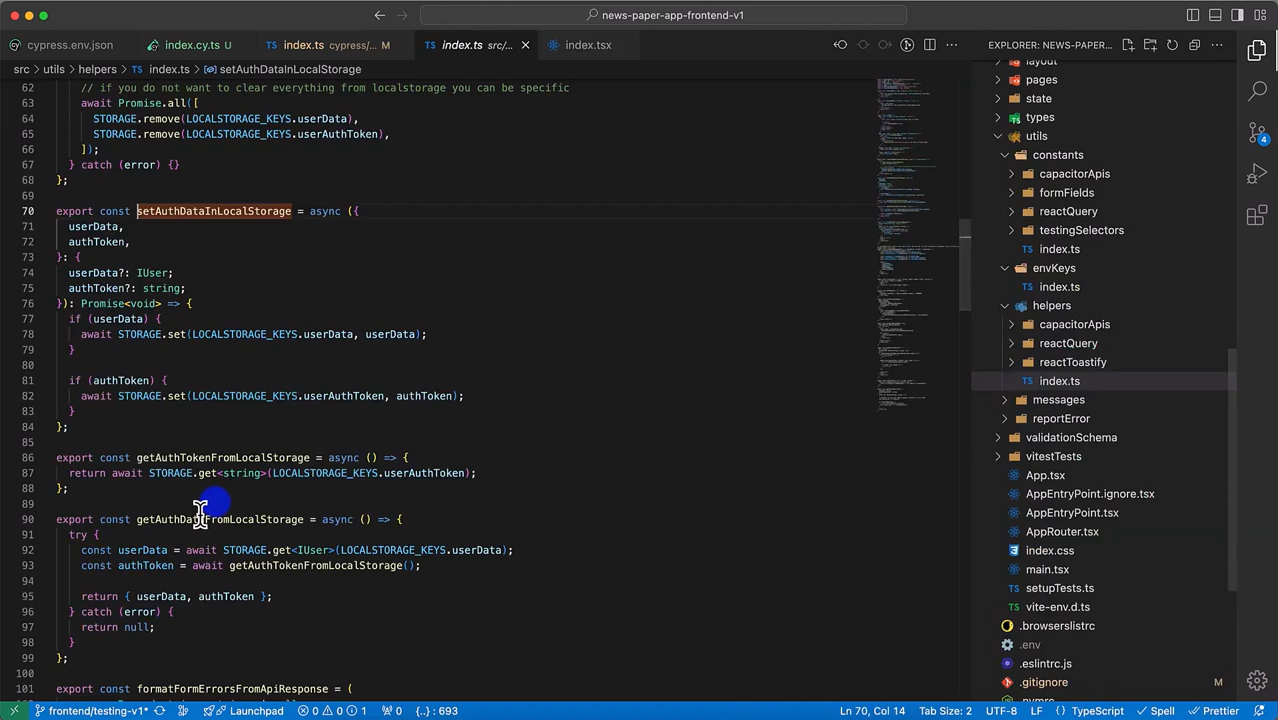 news-paper-app-frontend-v1
cypress.env.json
index.cy.ts U
index.ts cypress/... M
index.ts src/...
index.tsx
EXPLORER: NEWS-PAPER...
src > utils > helpers > TS index.ts > setAuthDataInLocalStorage
62 // if you do not want to clear everything from localstorage you can be specific
63 await Promise.all([
64 STORAGE.remove(LOCALSTORAGE_KEYS.userData),
65 STORAGE.remove(LOCALSTORAGE_KEYS.userAuthToken),
66 ]);
67 } catch (error) {}
68 };
69
70 export const setAuthDataInLocalStorage = async ({
71 userData,
72 authToken,
73 }: {
74 userData?: IUser;
75 authToken?: string;
76 }): Promise<void> => {
77 if (userData) {
78 await STORAGE.set(LOCALSTORAGE_KEYS.userData, userData);
79 }
80
81 if (authToken) {
82 await STORAGE.set(LOCALSTORAGE_KEYS.userAuthToken, authToken);
83 }
84 };
85
86 export const getAuthTokenFromLocalStorage = async () => {
87 return await STORAGE.get<string>(LOCALSTORAGE_KEYS.userAuthToken);
88 };
89
90 export const getAuthDataFromLocalStorage = async () => {
91 try {
92 const userData = await STORAGE.get<IUser>(LOCALSTORAGE_KEYS.userData);
93 const authToken = await getAuthTokenFromLocalStorage();
94
95 return { userData, authToken };
96 } catch (error) {
97 return null;
98 }
99 };
100
101 export const formatFormErrorsFromApiResponse = (
layout
pages
state
types
utils
constants
capacitorApis
formFields
reactQuery
testingSelectors
TS index.ts
envKeys
TS index.ts
helpers
capacitorApis
reactQuery
reactToastify
TS index.ts
messages
reportError
validationSchema
vitestTests
App.tsx
AppEntryPoint.ignore.tsx
AppEntryPoint.tsx
AppRouter.tsx
index.css
main.tsx
setupTests.ts
vite-env.d.ts
.browserslistrc
.env
.eslintrc.js
.gitignore M
4
frontend/testing-v1* Launchpad 0 0 1 0 {..} : 693 Ln 70, Col 14 Tab Size: 2 UTF-8 LF {} TypeScript Spell Prettier